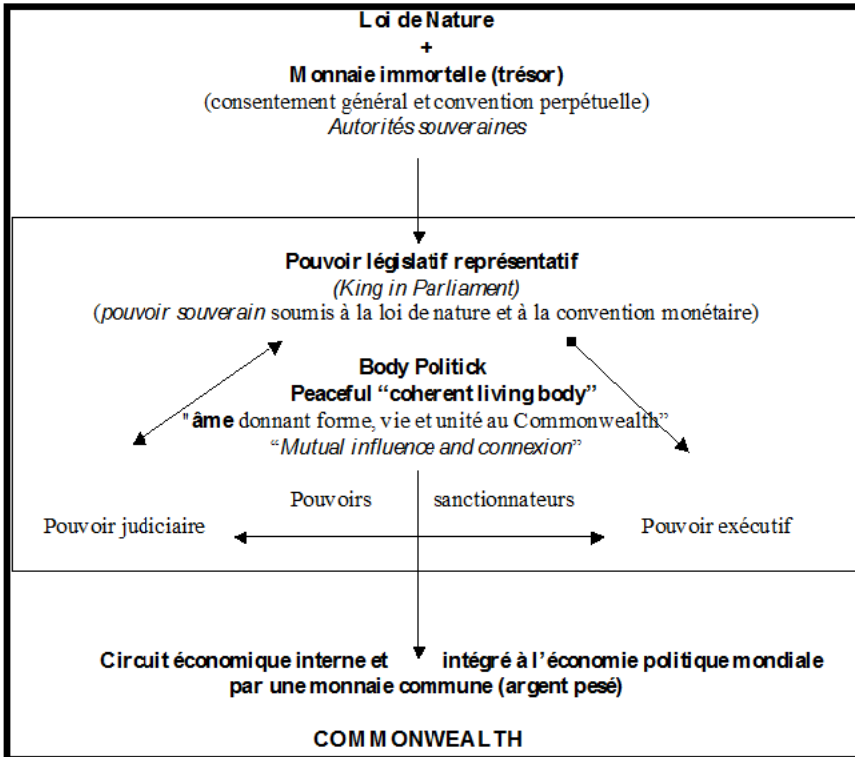 Loi de Nature
+
Monnaie immortelle (trésor)
(consentement général et convention perpétuelle)
Autorités souveraines
Pouvoir législatif représentatif
(King in Parliament)
(pouvoir souverain soumis à la loi de nature et à la convention monétaire)
Body Politick
Peaceful “coherent living body”
"âme donnant forme, vie et unité au Commonwealth”
“Mutual influence and connexion”
Pouvoirs sanctionnateurs
Pouvoir judiciaire Pouvoir exécutif
Circuit économique interne et intégré à l’économie politique mondiale
par une monnaie commune (argent pesé)
COMMONWEALTH